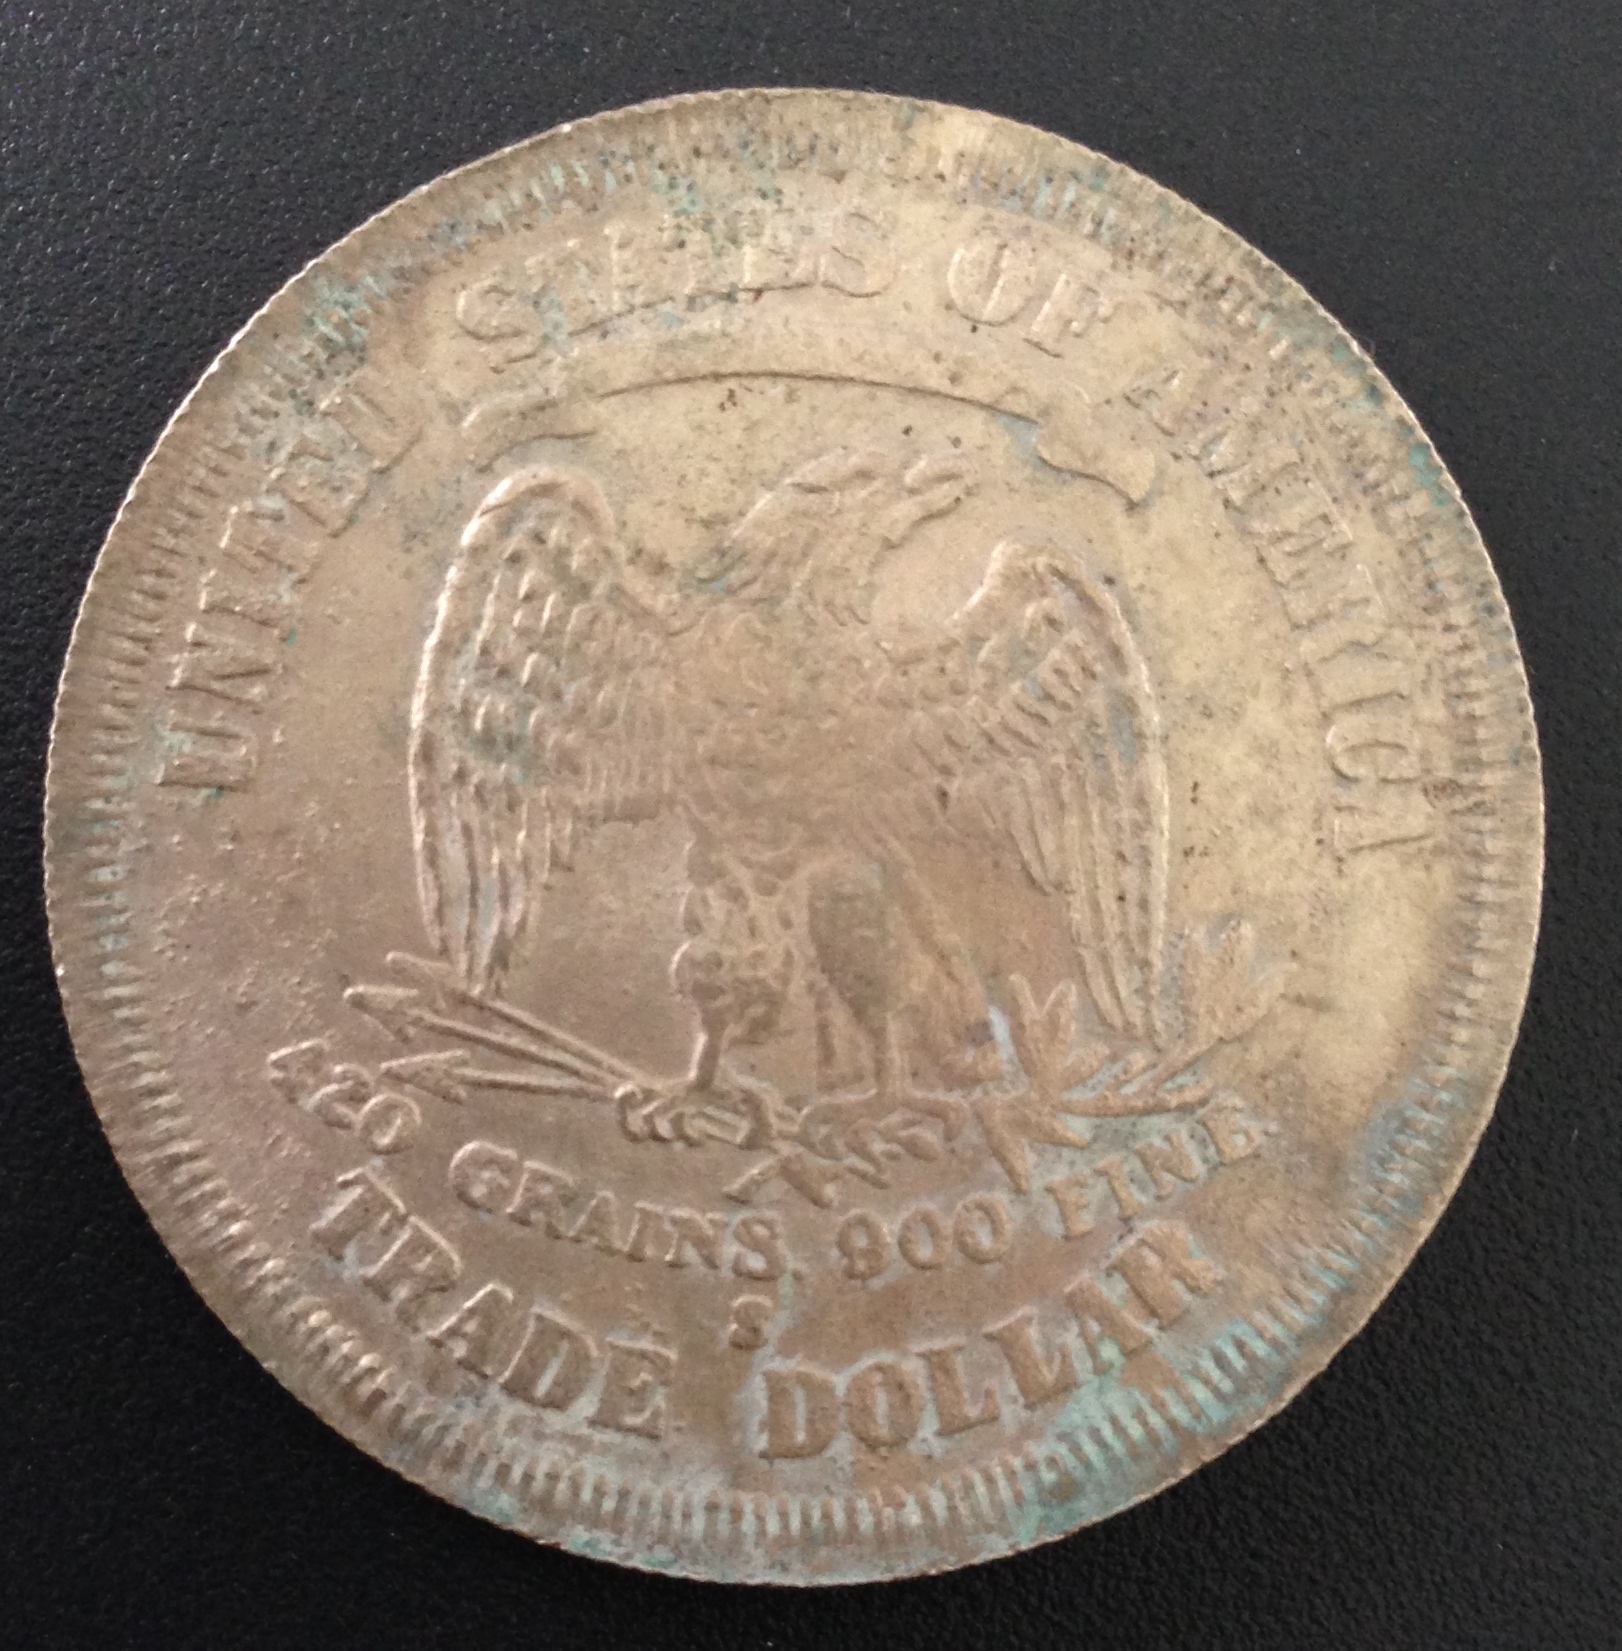 UNITED STATES OF AMERICA
420 GRAINS, 900 FINE.
S
TRADE DOLLAR